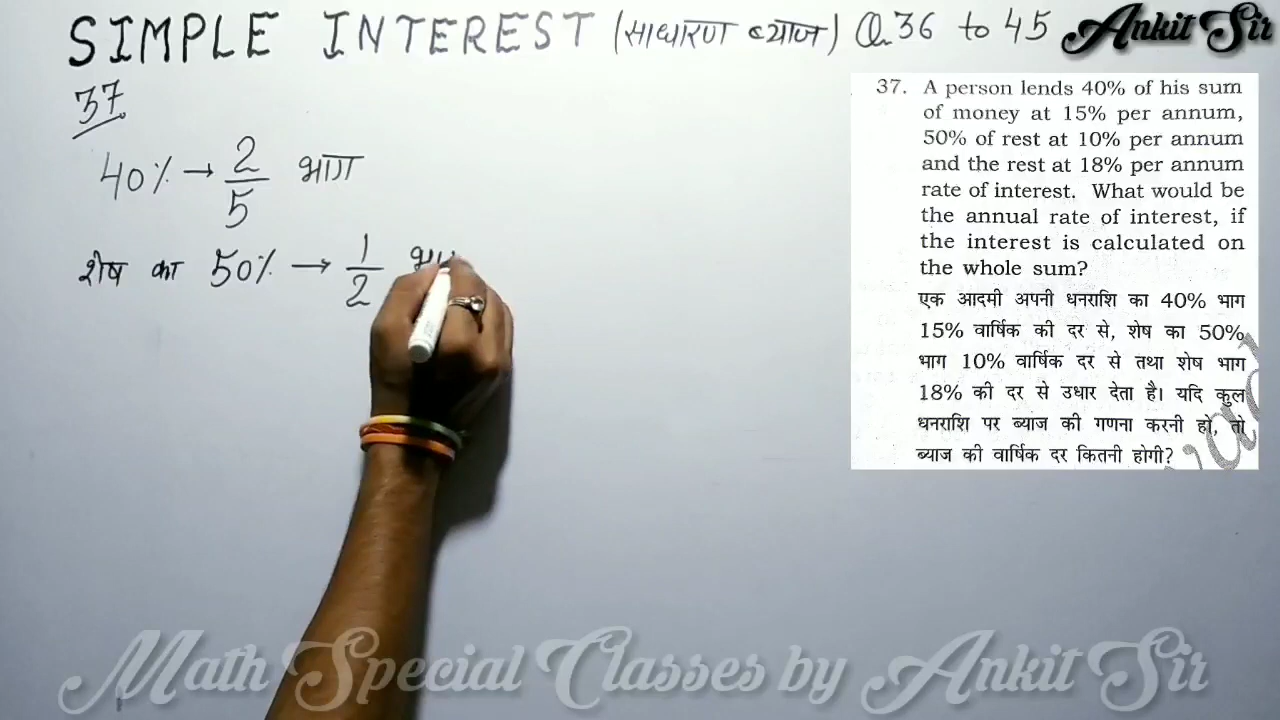 SIMPLE INTEREST (साधारण ब्याज) Q.36 to 45 Ankit Sir
37
40% → 2/5 भाग
शेष का 50% → 1/2
37. A person lends 40% of his sum
of money at 15% per annum,
50% of rest at 10% per annum
and the rest at 18% per annum
rate of interest. What would be
the annual rate of interest, if
the interest is calculated on
the whole sum?
एक आदमी अपनी धनराशि का 40% भाग
15% वार्षिक की दर से, शेष का 50%
भाग 10% वार्षिक दर से तथा शेष भाग
18% की दर से उधार देता है। यदि कुल
धनराशि पर ब्याज की गणना करनी हो, तो
ब्याज की वार्षिक दर कितनी होगी?
Math Special Classes by Ankit Sir